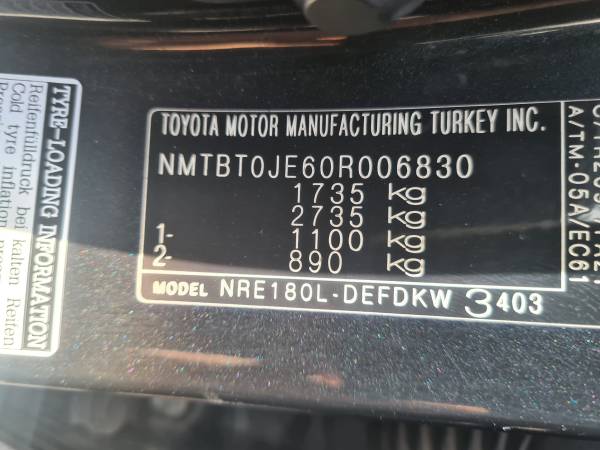 TOYOTA MOTOR MANUFACTURING TURKEY INC.
NMTBT0JE60R006830
1735 Kg
2735 Kg
1- 1100 Kg
2- 890 Kg
MODEL NRE180L-DEFDKW 3403
A/TM·05A/EC61
TYRE-LOADING INFORMATION
Reifenfülldruck bei kalten Reifen
Cold tyre inflation